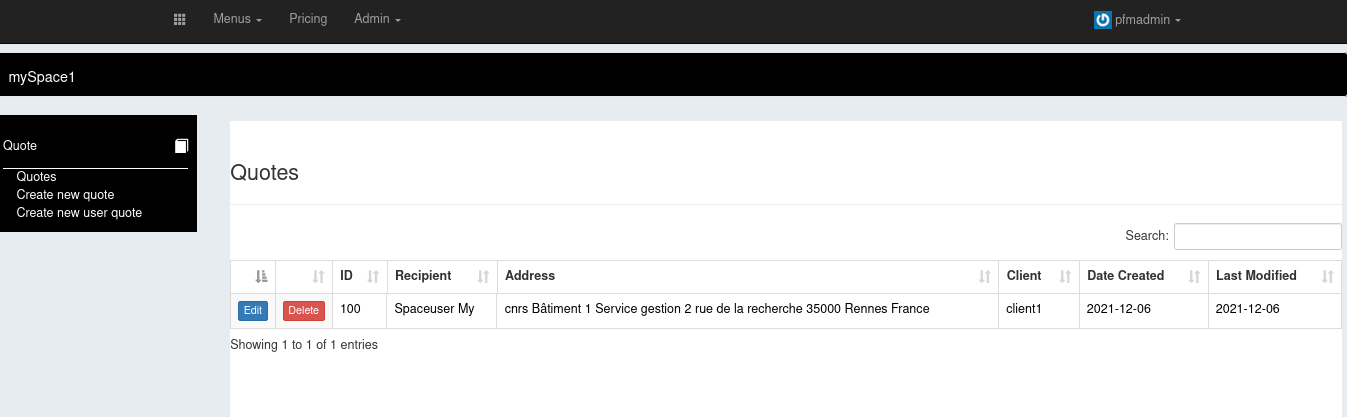 Menus Pricing Admin pfmadmin
mySpace1
Quote
Quotes
Create new quote
Create new user quote
Quotes
Search:
ID Recipient Address Client Date Created Last Modified
Edit Delete 100 Spaceuser My cnrs Bâtiment 1 Service gestion 2 rue de la recherche 35000 Rennes France client1 2021-12-06 2021-12-06
Showing 1 to 1 of 1 entries